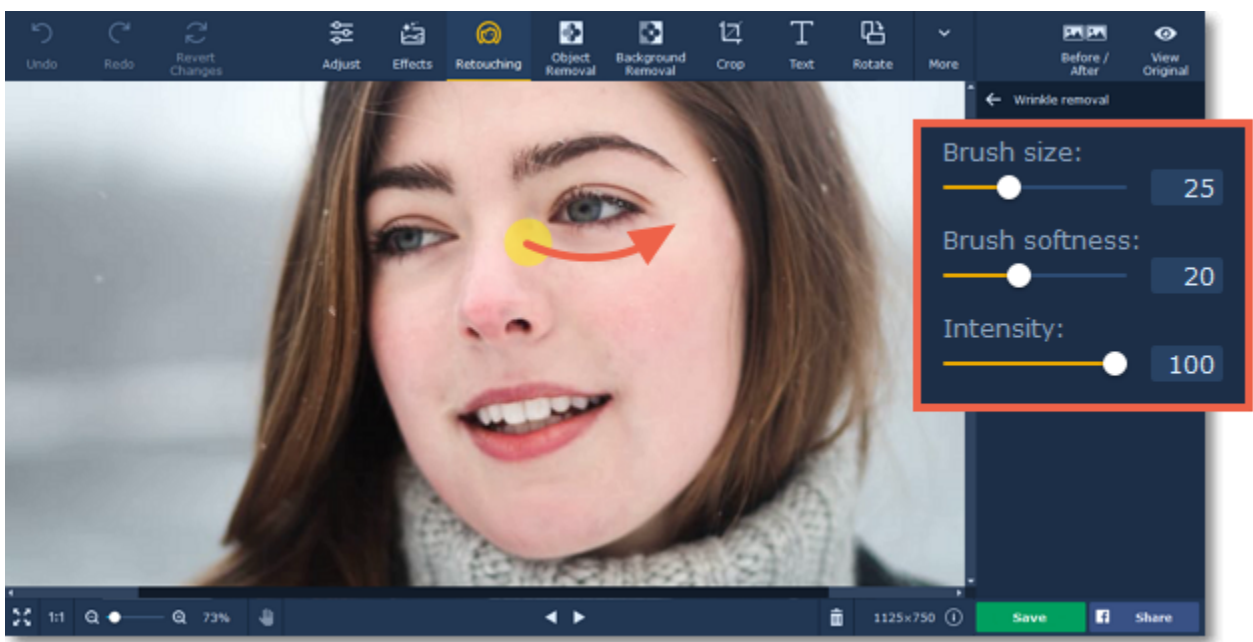 Undo
Redo
Revert
Changes
Adjust
Effects
Retouching
Object
Removal
Background
Removal
Crop
Text
Rotate
More
Before /
After
View
Original
Wrinkle removal
Brush size:
25
Brush softness:
20
Intensity:
100
1:1
73%
1125×750
Save
Share